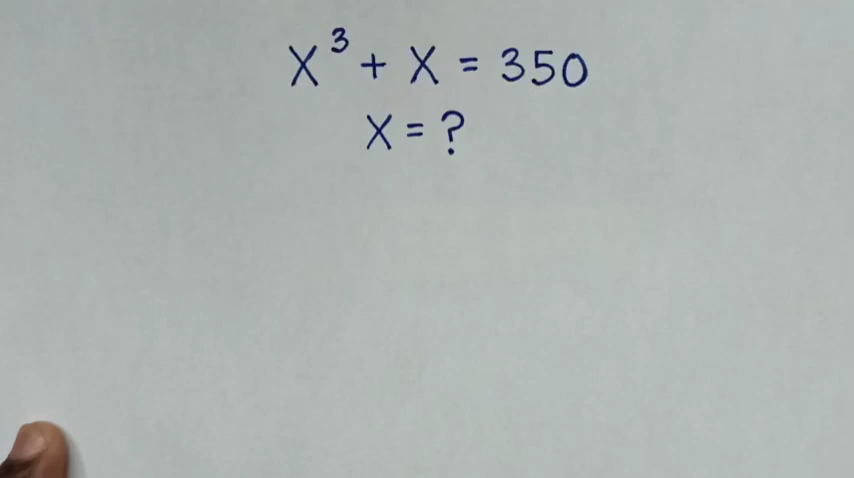 X³ + X = 350
X = ?